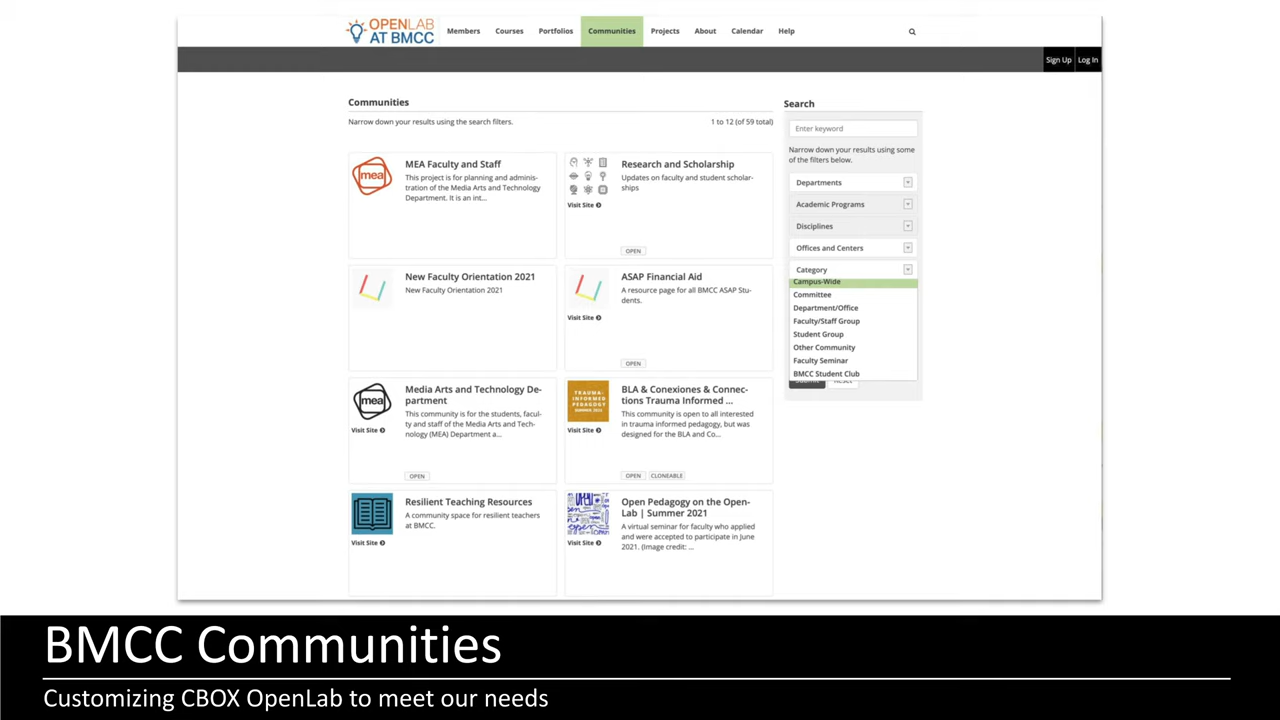 OPENLAB
AT BMCC
Members Courses Portfolios Communities Projects About Calendar Help
Sign Up Log In
Communities
Narrow down your results using the search filters. 1 to 12 (of 59 total)
mea
MEA Faculty and Staff
This project is for planning and adminis-
tration of the Media Arts and Technology
Department. It is an int...
Research and Scholarship
Updates on faculty and student scholar-
ships
Visit Site
OPEN
New Faculty Orientation 2021
New Faculty Orientation 2021
ASAP Financial Aid
A resource page for all BMCC ASAP Stu-
dents.
Visit Site
OPEN
mea
Media Arts and Technology De-
partment
This community is for the students, facul-
ty and staff of the Media Arts and Tech-
nology (MEA) Department a...
Visit Site
OPEN
TRAUMA-
INFORMED
PEDAGOGY
SUMMER 2021
BLA & Conexiones & Connec-
tions Trauma Informed ...
This community is open to all interested
in trauma informed pedagogy, but was
designed for the BLA and Co...
Visit Site
OPEN CLONEABLE
Resilient Teaching Resources
A community space for resilient teachers
at BMCC.
Visit Site
Open Pedagogy on the Open-
Lab | Summer 2021
A virtual seminar for faculty who applied
and were accepted to participate in June
2021. (Image credit: ...
Visit Site
Search
Enter keyword
Narrow down your results using some
of the filters below.
Departments
Academic Programs
Disciplines
Offices and Centers
Category
Campus-Wide
Committee
Department/Office
Faculty/Staff Group
Student Group
Other Community
Faculty Seminar
BMCC Student Club
Submit Reset
BMCC Communities
Customizing CBOX OpenLab to meet our needs